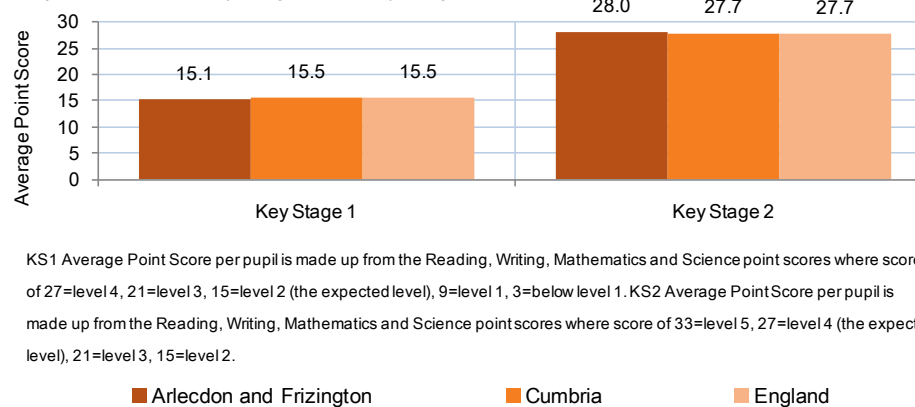 28.0 27.7 27.7
30
25
20
15
10
5
0
15.1 15.5 15.5
Average Point Score
Key Stage 1 Key Stage 2
KS1 Average Point Score per pupil is made up from the Reading, Writing, Mathematics and Science point scores where score
of 27=level 4, 21=level 3, 15=level 2 (the expected level), 9=level 1, 3=below level 1. KS2 Average Point Score per pupil is
made up from the Reading, Writing, Mathematics and Science point scores where score of 33=level 5, 27=level 4 (the expect
level), 21=level 3, 15=level 2.
Arlecdon and Frizington Cumbria England